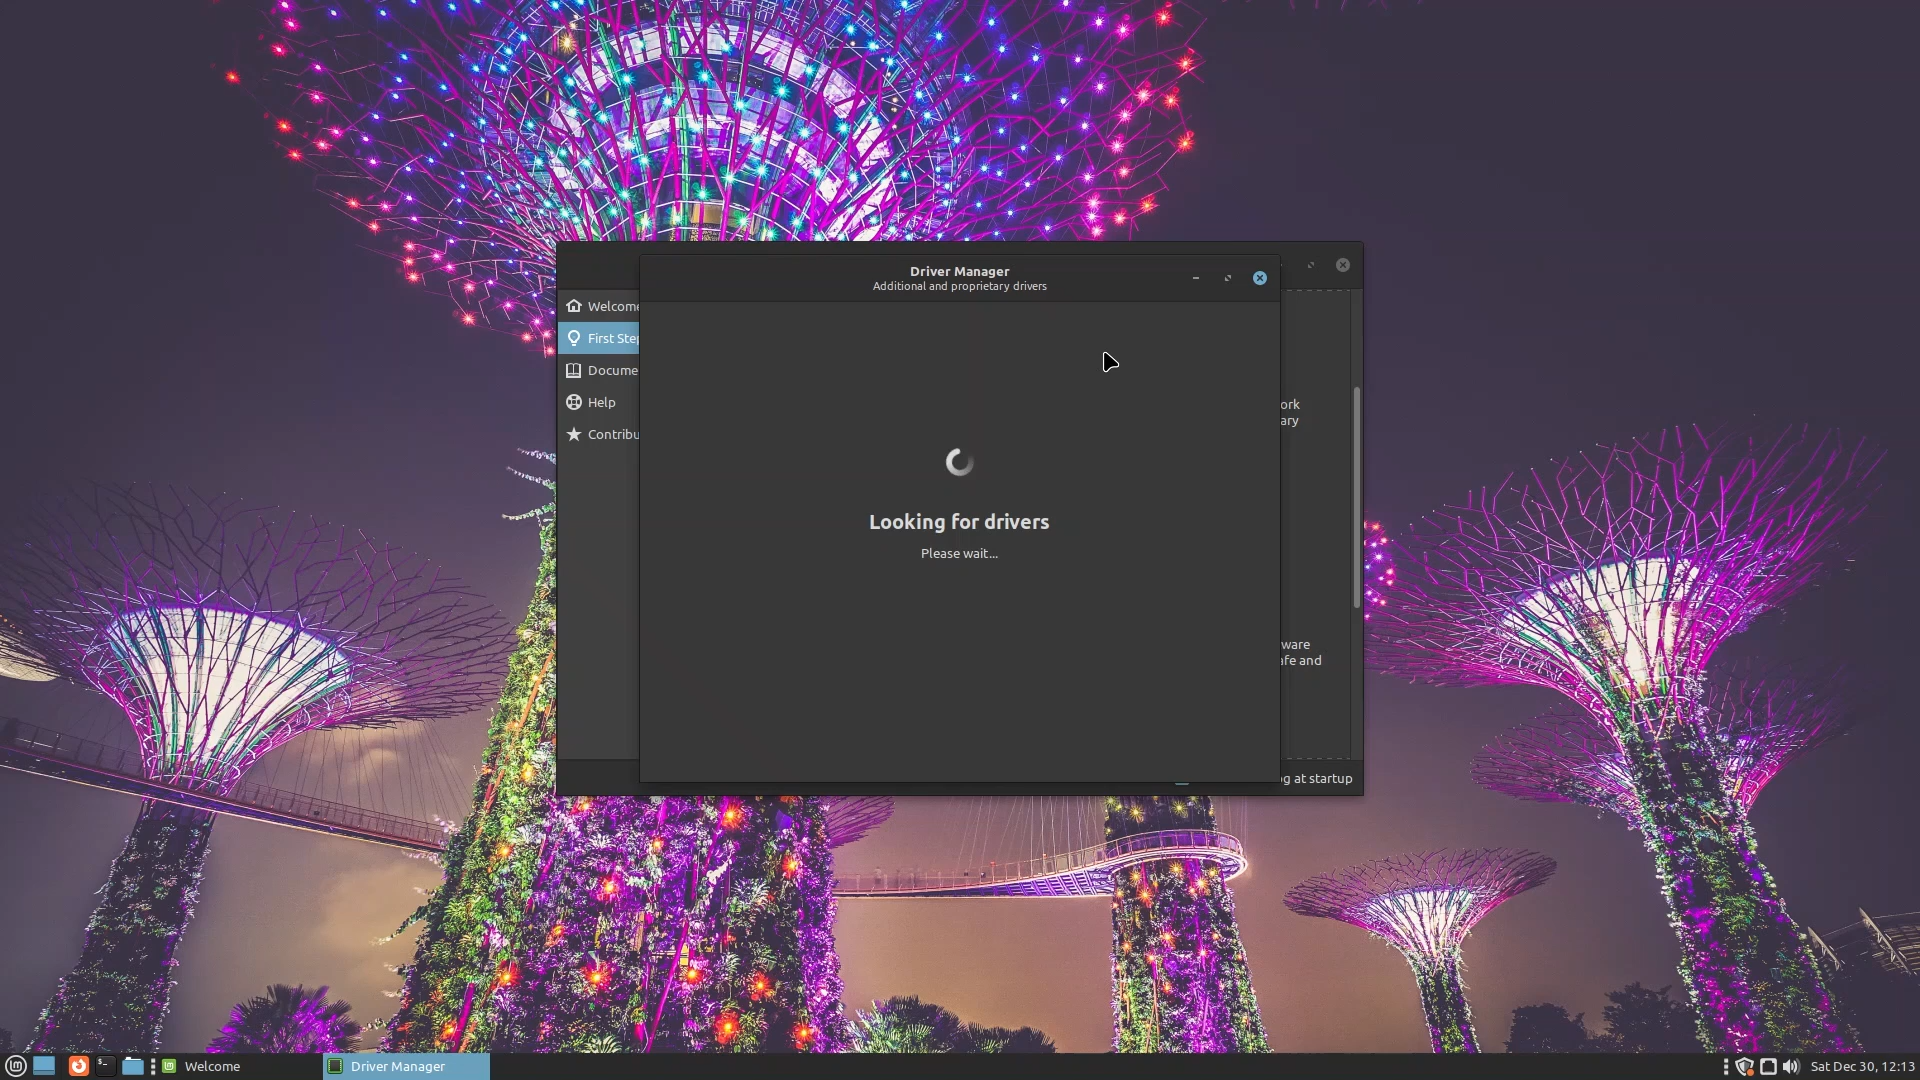 Driver Manager
Additional and proprietary drivers
Welcome
First Step
Docume
Help
Contribu
Looking for drivers
Please wait...
ork
ary
ware
afe and
g at startup
Welcome
Driver Manager
Sat Dec 30, 12:13